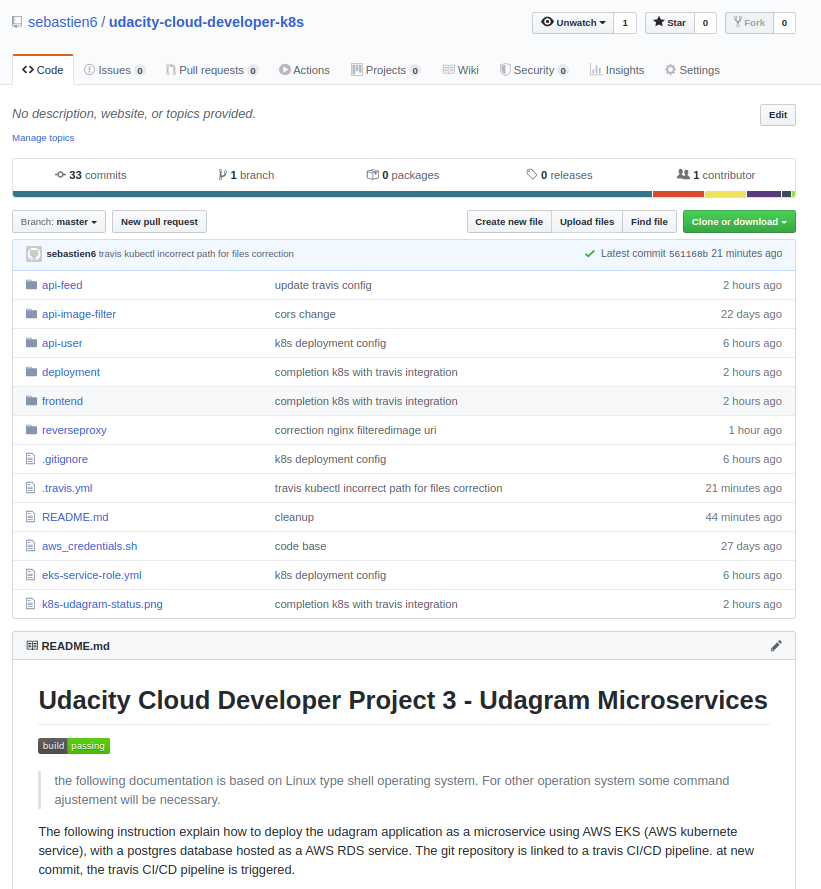 sebastien6 / udacity-cloud-developer-k8s
Unwatch 1 Star 0 Fork 0
Code Issues 0 Pull requests 0 Actions Projects 0 Wiki Security 0 Insights Settings
No description, website, or topics provided.
Edit
Manage topics
33 commits 1 branch 0 packages 0 releases 1 contributor
Branch: master New pull request Create new file Upload files Find file Clone or download
sebastien6 travis kubectl incorrect path for files correction Latest commit 561168b 21 minutes ago
api-feed update travis config 2 hours ago
api-image-filter cors change 22 days ago
api-user k8s deployment config 6 hours ago
deployment completion k8s with travis integration 2 hours ago
frontend completion k8s with travis integration 2 hours ago
reverseproxy correction nginx filteredimage uri 1 hour ago
.gitignore k8s deployment config 6 hours ago
.travis.yml travis kubectl incorrect path for files correction 21 minutes ago
README.md cleanup 44 minutes ago
aws_credentials.sh code base 27 days ago
eks-service-role.yml k8s deployment config 6 hours ago
k8s-udagram-status.png completion k8s with travis integration 2 hours ago
README.md
Udacity Cloud Developer Project 3 - Udagram Microservices
build passing
the following documentation is based on Linux type shell operating system. For other operation system some command
ajustement will be necessary.
The following instruction explain how to deploy the udagram application as a microservice using AWS EKS (AWS kubernete
service), with a postgres database hosted as a AWS RDS service. The git repository is linked to a travis CI/CD pipeline. at new
commit, the travis CI/CD pipeline is triggered.